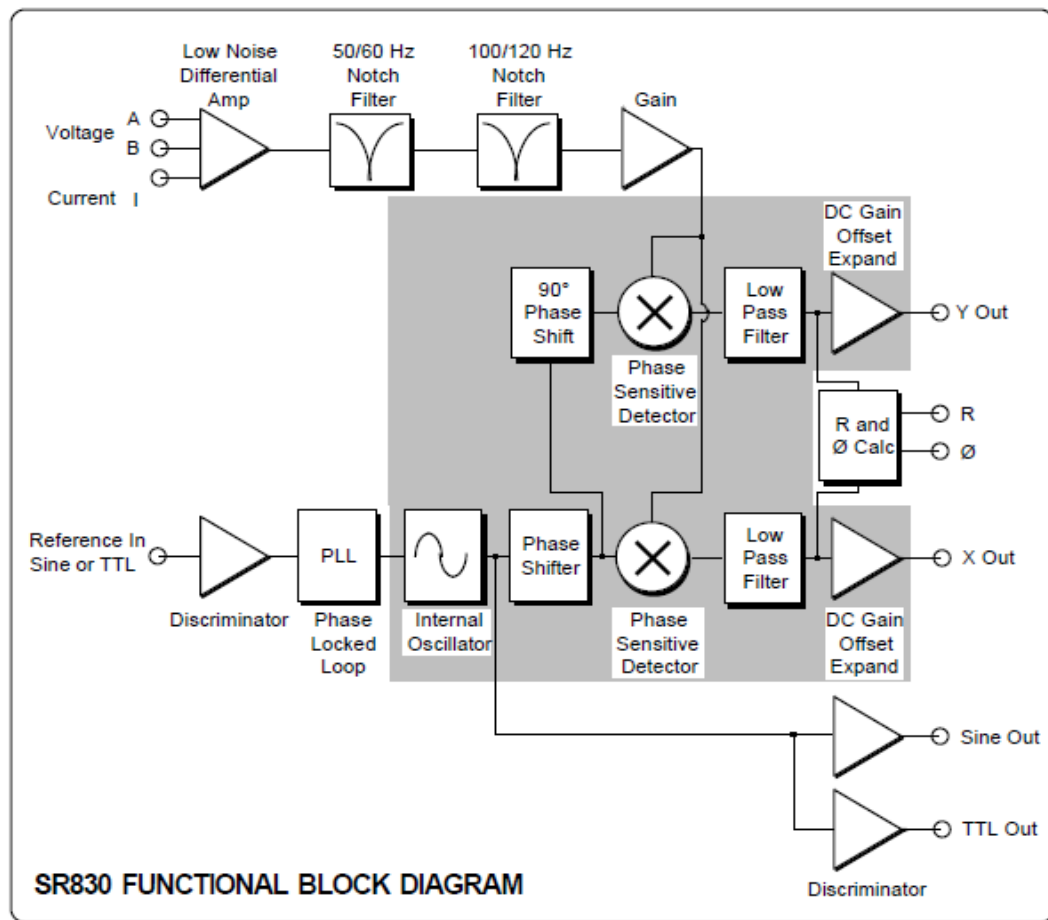 Low Noise
Differential
Amp
50/60 Hz
Notch
Filter
100/120 Hz
Notch
Filter
Gain
Voltage
A
B
Current
I
DC Gain
Offset
Expand
90°
Phase
Shift
Low
Pass
Filter
Y Out
Phase
Sensitive
Detector
R and
Ø Calc
R
Ø
Reference In
Sine or TTL
PLL
Phase
Shifter
Low
Pass
Filter
X Out
Discriminator
Phase
Locked
Loop
Internal
Oscillator
Phase
Sensitive
Detector
DC Gain
Offset
Expand
Sine Out
TTL Out
Discriminator
SR830 FUNCTIONAL BLOCK DIAGRAM